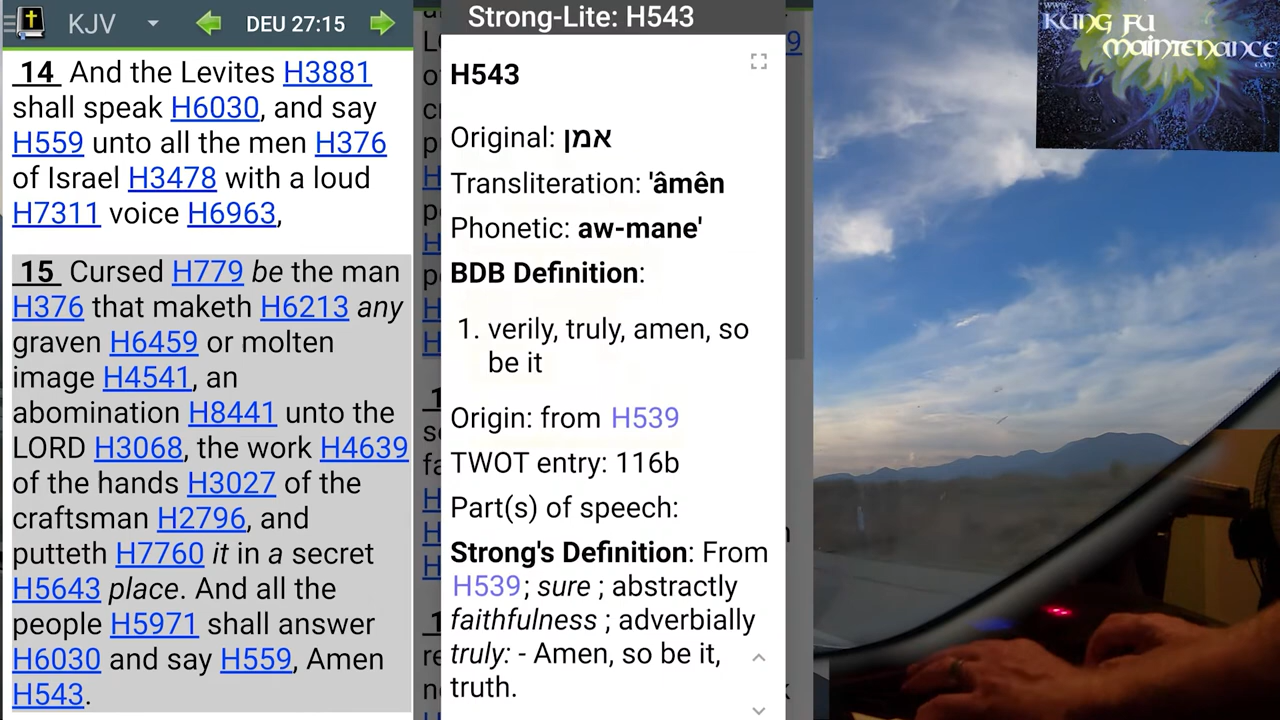 KJV
DEU 27:15
14 And the Levites H3881
shall speak H6030, and say
H559 unto all the men H376
of Israel H3478 with a loud
H7311 voice H6963,
15 Cursed H779 be the man
H376 that maketh H6213 any
graven H6459 or molten
image H4541, an
abomination H8441 unto the
LORD H3068, the work H4639
of the hands H3027 of the
craftsman H2796, and
putteth H7760 it in a secret
H5643 place. And all the
people H5971 shall answer
H6030 and say H559, Amen
H543.
Strong-Lite: H543
H543
Original: אמן
Transliteration: 'âmên
Phonetic: aw-mane'
BDB Definition:
1. verily, truly, amen, so
be it
Origin: from H539
TWOT entry: 116b
Part(s) of speech:
Strong's Definition: From
H539; sure ; abstractly
faithfulness ; adverbially
truly: - Amen, so be it,
truth.
www.
KUNG FU
MAINTENANCE
.com